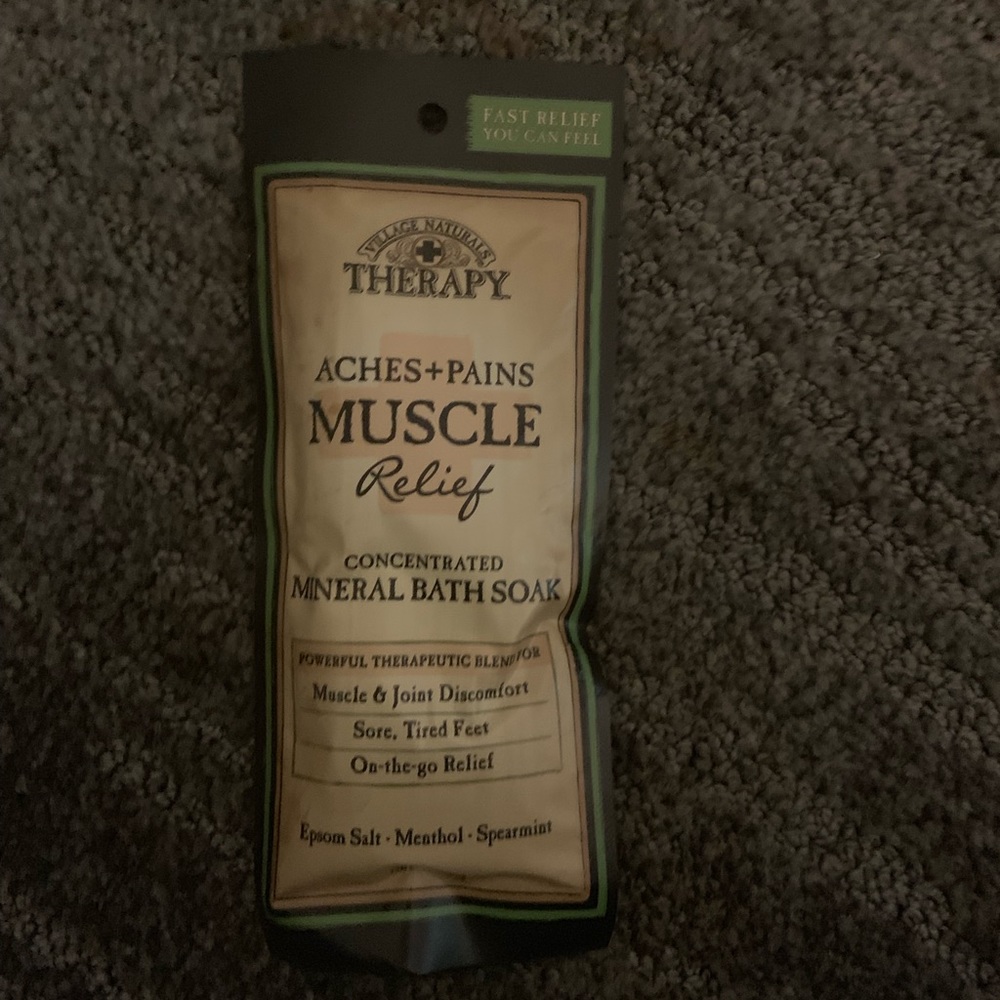 FAST RELIEF
YOU CAN FEEL
VILLAGE NATURALS
THERAPY
ACHES+PAINS
MUSCLE
Relief
CONCENTRATED
MINERAL BATH SOAK
POWERFUL THERAPEUTIC BLEND FOR
Muscle & Joint Discomfort
Sore, Tired Feet
On-the-go Relief
Epsom Salt · Menthol · Spearmint